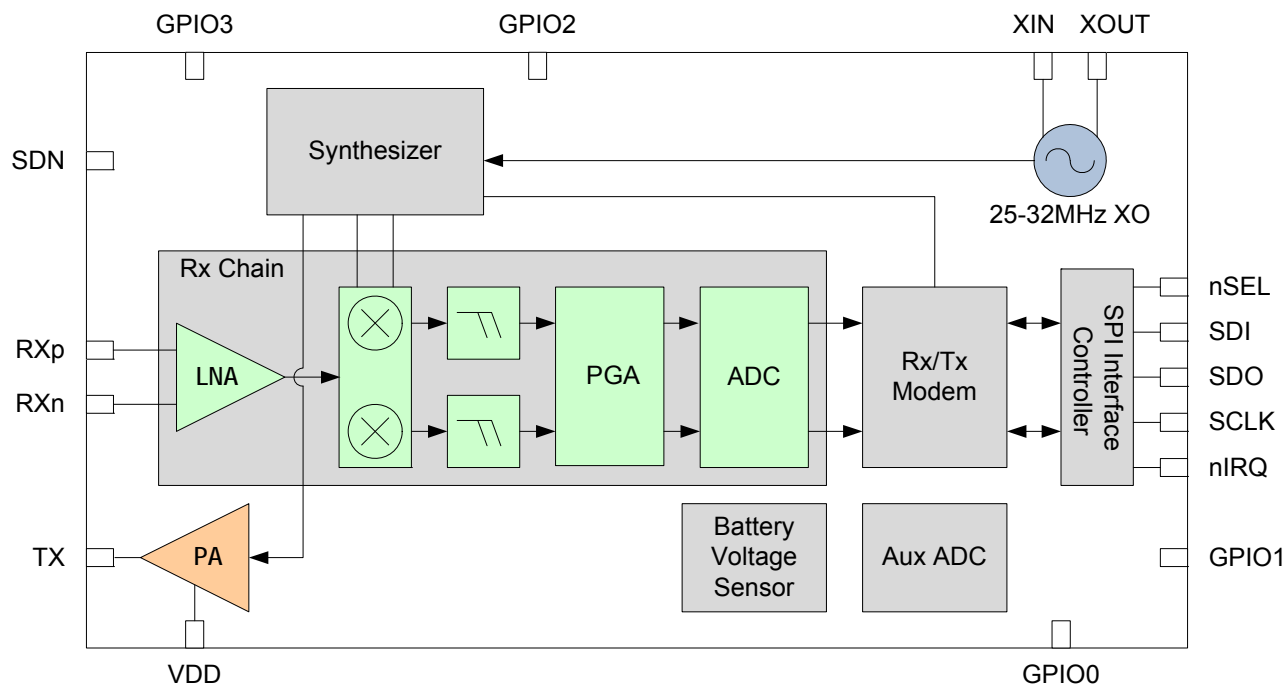 GPIO3
GPIO2
XIN
XOUT
SDN
Synthesizer
25-32MHz XO
Rx Chain
RXp
RXn
LNA
PGA
ADC
Rx/Tx
Modem
SPI Interface
Controller
nSEL
SDI
SDO
SCLK
nIRQ
TX
PA
Battery
Voltage
Sensor
Aux ADC
GPIO1
VDD
GPIO0